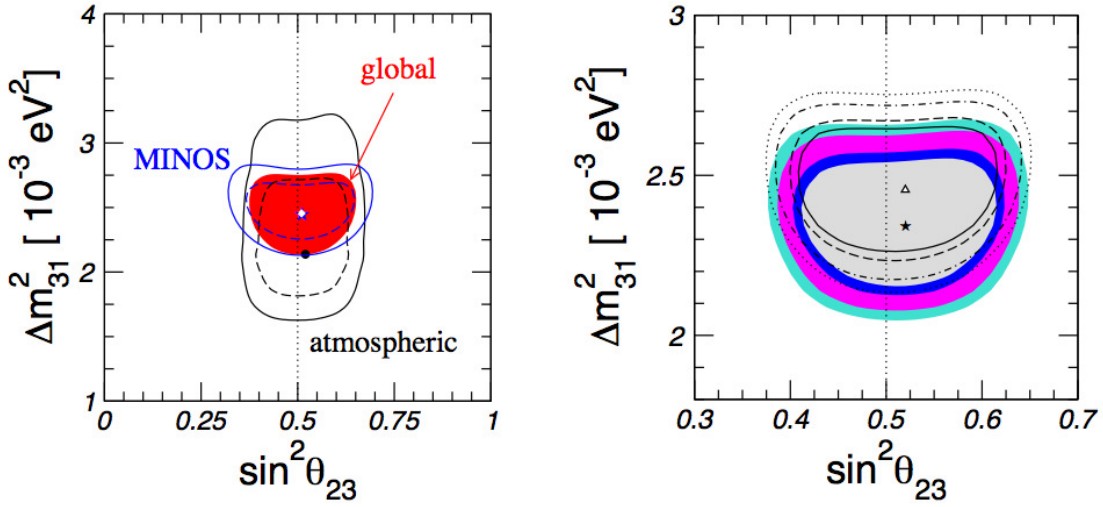 4
3
2
1
Δm²₃₁ [ 10⁻³ eV² ]
global
MINOS
atmospheric
0
0.25
0.5
0.75
1
sin²θ₂₃
3
2.5
2
Δm²₃₁ [ 10⁻³ eV² ]
0.3
0.4
0.5
0.6
0.7
sin²θ₂₃